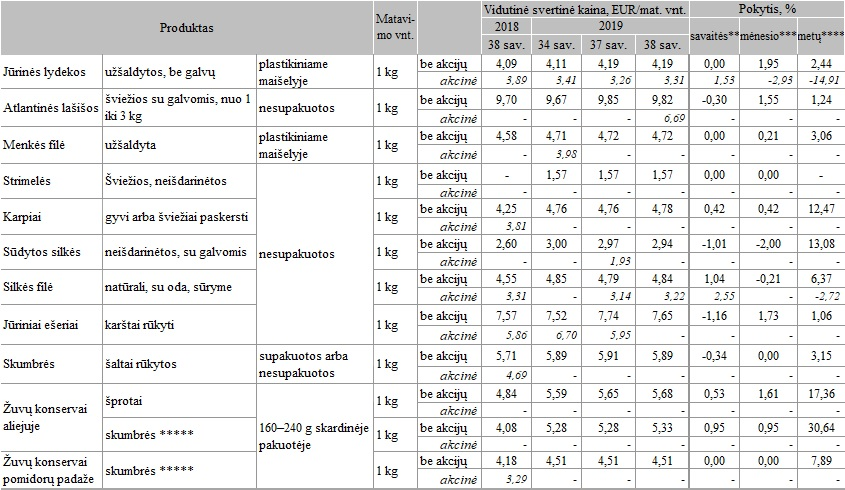 Produktas Matavi-mo vnt. Vidutinė svertinė kaina, EUR/mat. vnt. Pokytis, %
2018 2019 savaitės** mėnesio*** metų****
38 sav. 34 sav. 37 sav. 38 sav.
Jūrinės lydekos užšaldytos, be galvų plastikiniame maišelyje 1 kg be akcijų 4,09 4,11 4,19 4,19 0,00 1,95 2,44
akcinė 3,89 3,41 3,26 3,31 1,53 -2,93 -14,91
Atlantinės lašišos šviežios su galvomis, nuo 1 iki 3 kg nesupakuotos 1 kg be akcijų 9,70 9,67 9,85 9,82 -0,30 1,55 1,24
akcinė - - - 6,69 - - -
Menkės filė užšaldyta plastikiniame maišelyje 1 kg be akcijų 4,58 4,71 4,72 4,72 0,00 0,21 3,06
akcinė - 3,98 - - - - -
Strimelės Šviežios, neišdarinėtos nesupakuotos 1 kg be akcijų - 1,57 1,57 1,57 0,00 0,00 -
akcinė - - - - - - -
Karpiai gyvi arba šviežiai paskersti 1 kg be akcijų 4,25 4,76 4,76 4,78 0,42 0,42 12,47
akcinė 3,81 - - - - - -
Sūdytos silkės neišdarinėtos, su galvomis 1 kg be akcijų 2,60 3,00 2,97 2,94 -1,01 -2,00 13,08
akcinė - - 1,93 - - - -
Silkės filė natūrali, su oda, sūryme 1 kg be akcijų 4,55 4,85 4,79 4,84 1,04 -0,21 6,37
akcinė 3,31 - 3,14 3,22 2,55 - -2,72
Jūriniai ešeriai karštai rūkyti 1 kg be akcijų 7,57 7,52 7,74 7,65 -1,16 1,73 1,06
akcinė 5,86 6,70 5,95 - - - -
Skumbrės šaltai rūkytos supakuotos arba nesupakuotos 1 kg be akcijų 5,71 5,89 5,91 5,89 -0,34 0,00 3,15
akcinė 4,69 - - - - - -
Žuvų konservai aliejuje šprotai 160–240 g skardinėje pakuotėje 1 kg be akcijų 4,84 5,59 5,65 5,68 0,53 1,61 17,36
akcinė - - - - - - -
skumbrės ***** 1 kg be akcijų 4,08 5,28 5,28 5,33 0,95 0,95 30,64
akcinė - - - - - - -
Žuvų konservai pomidorų padaže skumbrės ***** 1 kg be akcijų 4,18 4,51 4,51 4,51 0,00 0,00 7,89
akcinė 3,29 - - - - - -